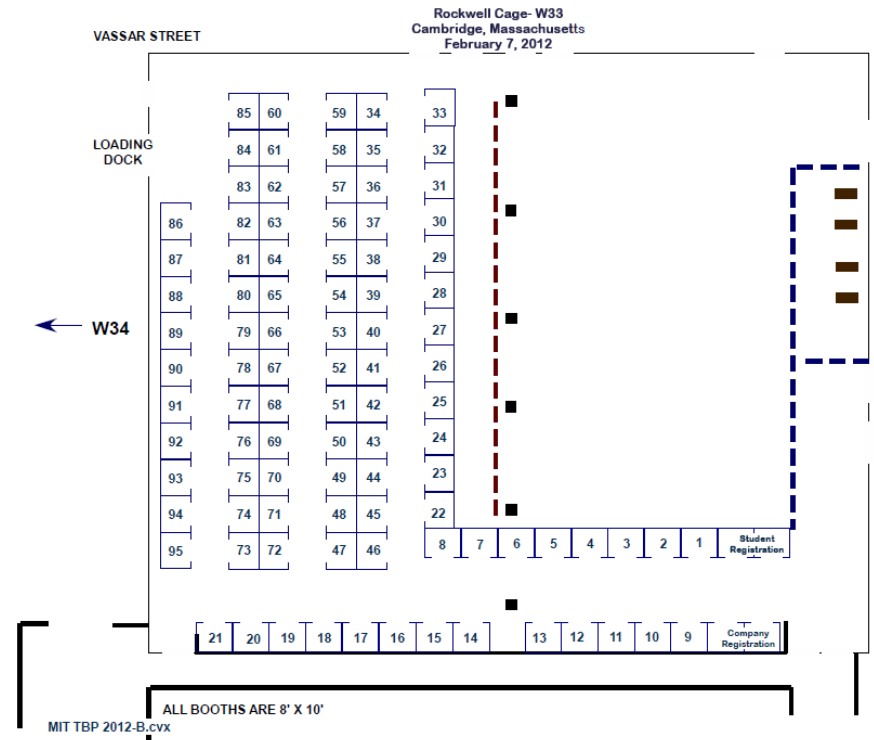 Rockwell Cage- W33
Cambridge, Massachusetts
February 7, 2012
VASSAR STREET
85 60 59 34 33
LOADING
DOCK
84 61 58 35 32
83 62 57 36 31
86 82 63 56 37 30
87 81 64 55 38 29
88 80 65 54 39 28
W34
89 79 66 53 40 27
90 78 67 52 41 26
91 77 68 51 42 25
92 76 69 50 43 24
93 75 70 49 44 23
94 74 71 48 45 22
95 73 72 47 46
8 7 6 5 4 3 2 1
Student
Registration
21 20 19 18 17 16 15 14 13 12 11 10 9
Company
Registration
ALL BOOTHS ARE 8' X 10'
MIT TBP 2012-B.cvx